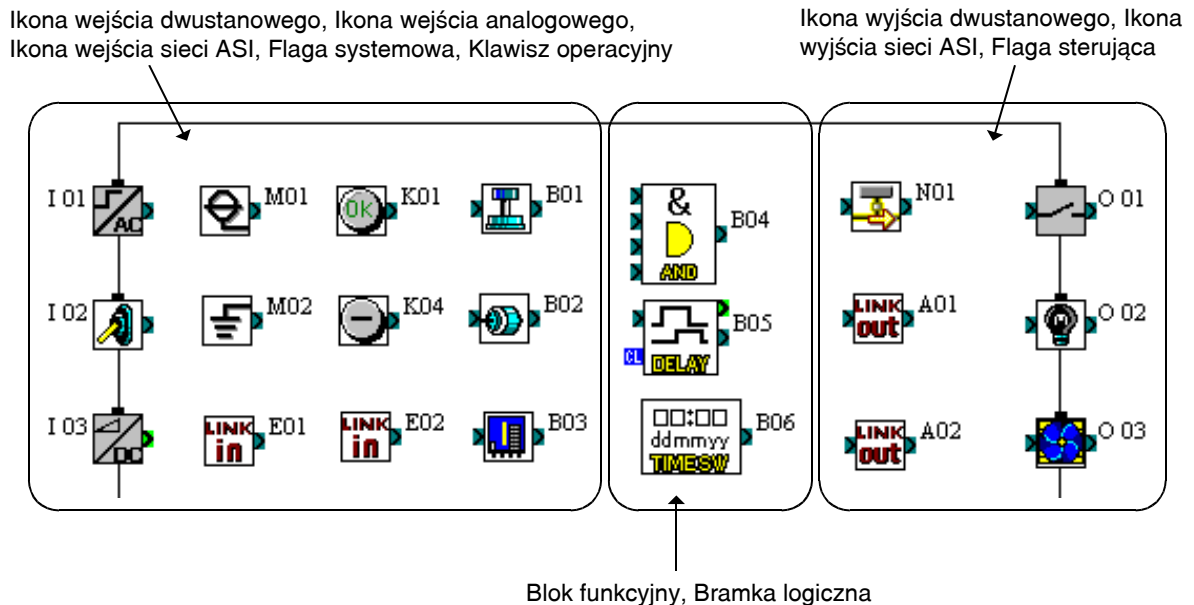 Ikona wejścia dwustanowego, Ikona wejścia analogowego,
Ikona wejścia sieci ASI, Flaga systemowa, Klawisz operacyjny
Ikona wyjścia dwustanowego, Ikona
wyjścia sieci ASI, Flaga sterująca
I 01 AC M01 OK K01 B01 & AND B04 N01 O 01
I 02 M02 K04 B02 CL DELAY B05 LINK out A01 O 02
I 03 DC LINK in E01 LINK in E02 B03 ddmmyy TIMESW B06 LINK out A02 O 03
Blok funkcyjny, Bramka logiczna